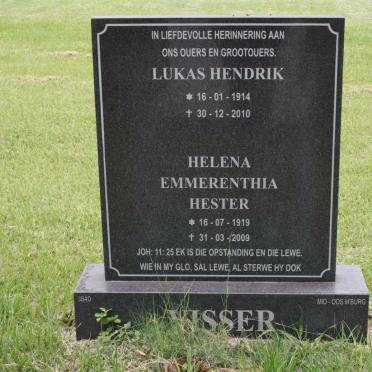 IN LIEFDEVOLLE HERINNERING AAN
ONS OUERS EN GROOTOUERS.
LUKAS HENDRIK
* 16 - 01 - 1914
† 30 - 12 - 2010
HELENA
EMMERENTHIA
HESTER
* 16 - 07 - 1919
† 31 - 03 - 2009
JOH: 11: 25 EK IS DIE OPSTANDING EN DIE LEWE.
WIE IN MY GLO, SAL LEWE, AL STERWE HY OOK
3840
MIO - OOS M'BURG
VISSER